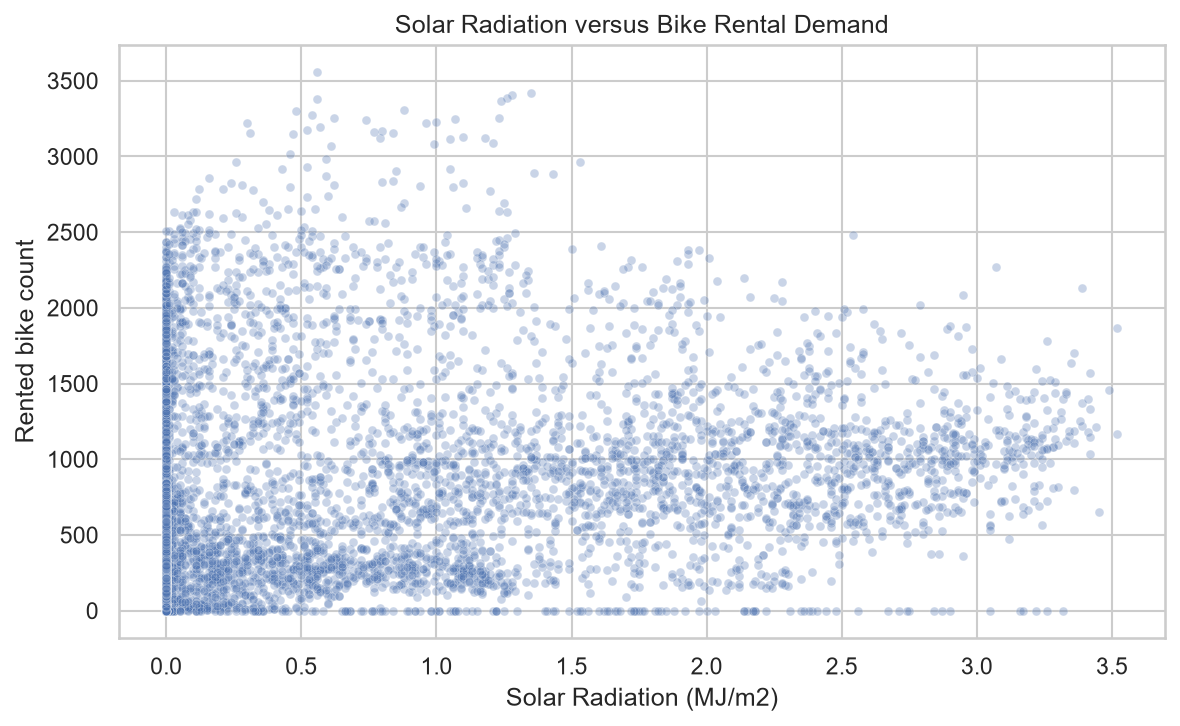 Solar Radiation versus Bike Rental Demand
Rented bike count
3500
3000
2500
2000
1500
1000
500
0
0.0 0.5 1.0 1.5 2.0 2.5 3.0 3.5
Solar Radiation (MJ/m2)